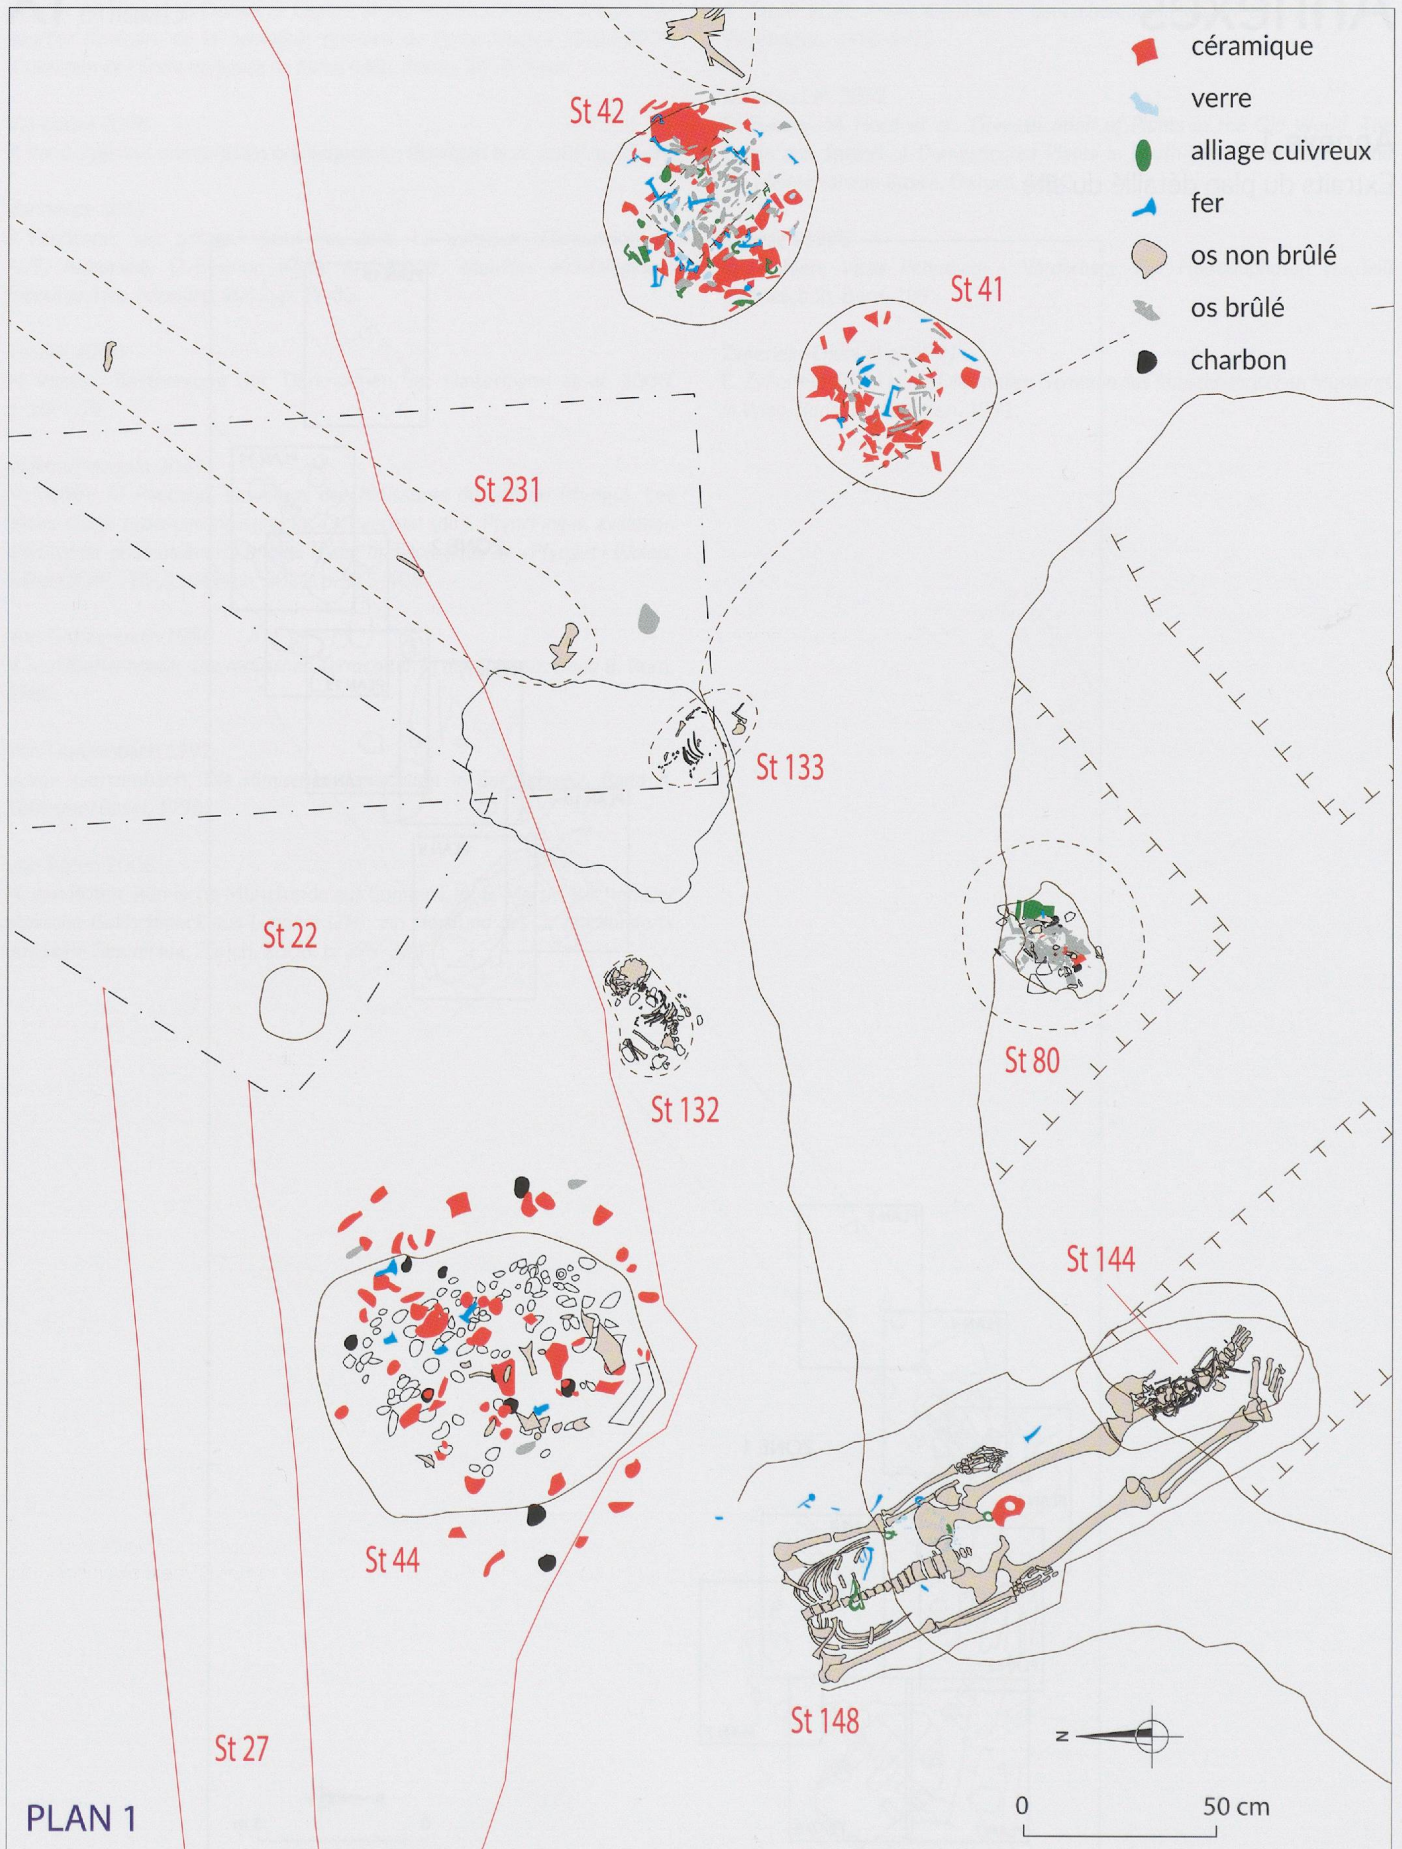 céramique
verre
alliage cuivreux
fer
os non brûlé
os brûlé
charbon
St 42
St 41
St 231
St 133
St 22
St 132
St 80
St 144
St 44
St 148
St 27
N
0 50 cm
PLAN 1